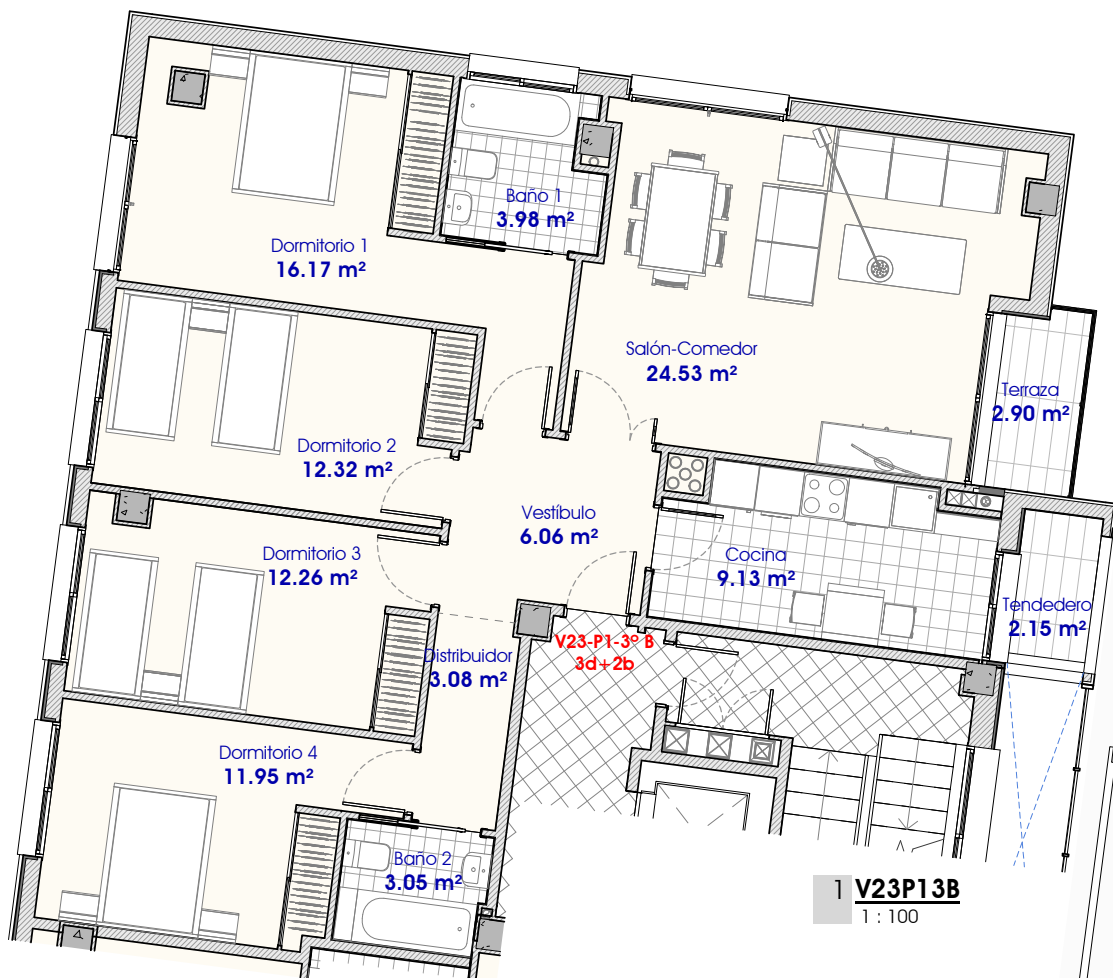 Baño 1
3.98 m²
Dormitorio 1
16.17 m²
Salón-Comedor
24.53 m²
Terraza
2.90 m²
Dormitorio 2
12.32 m²
Vestíbulo
6.06 m²
Dormitorio 3
12.26 m²
Cocina
9.13 m²
Tendedero
2.15 m²
V23-P1-3º B
3d+2b
Distribuidor
3.08 m²
Dormitorio 4
11.95 m²
Baño 2
3.05 m²
1 V23P13B
1 : 100